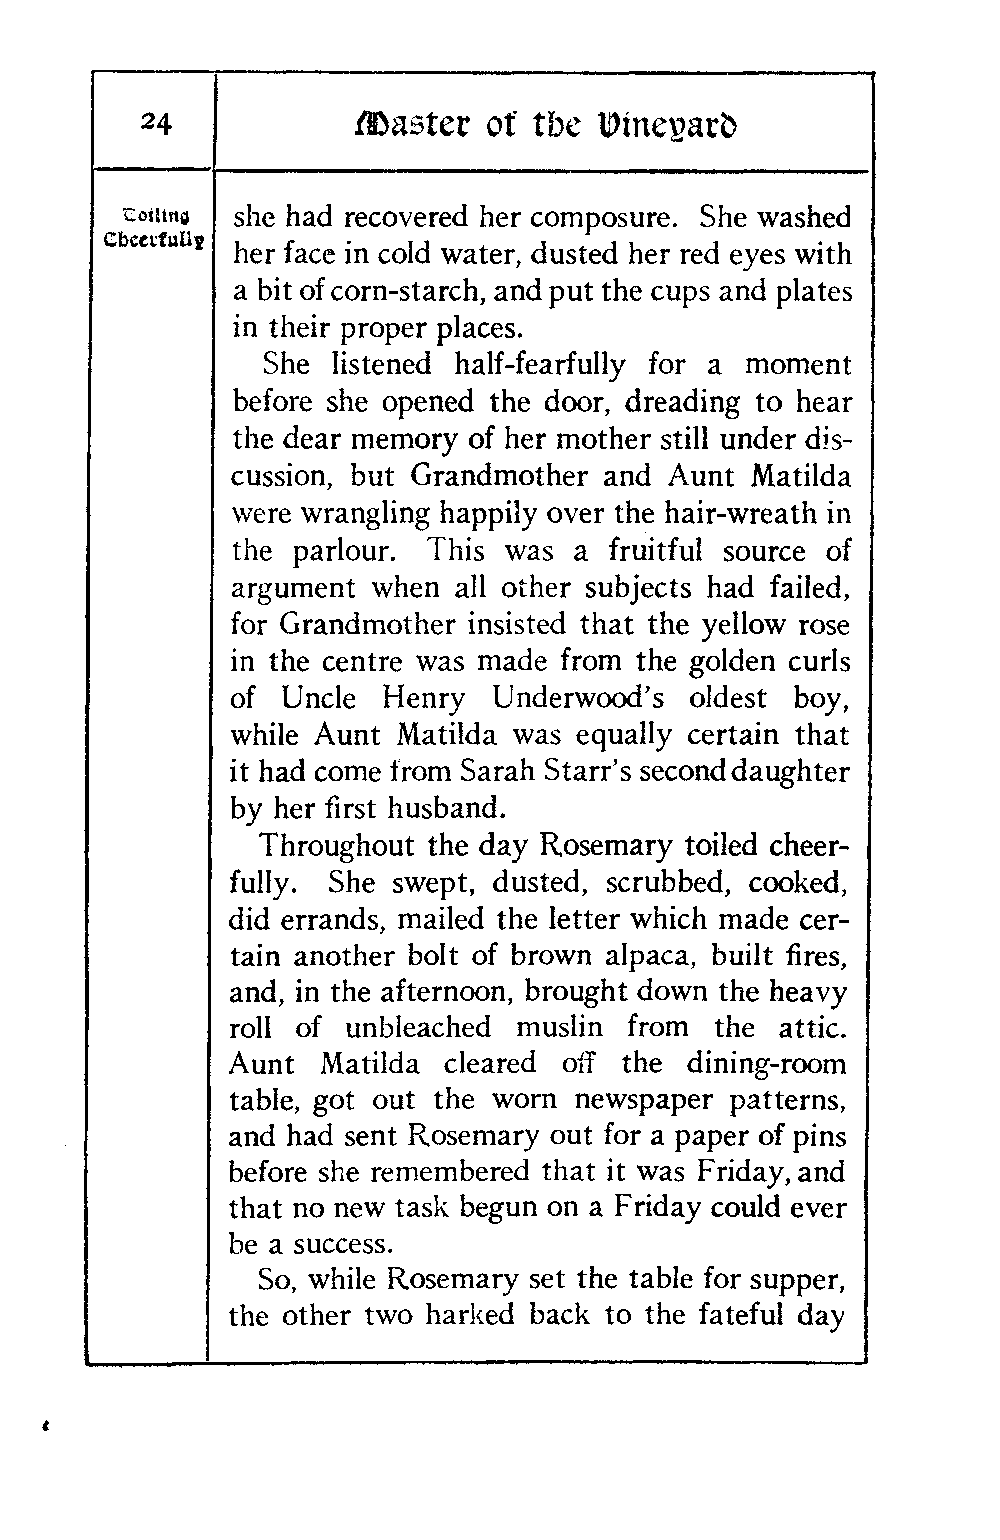 24
Master of the Vineyard
Toiling
Cheerfully
she had recovered her composure. She washed
her face in cold water, dusted her red eyes with
a bit of corn-starch, and put the cups and plates
in their proper places.
She listened half-fearfully for a moment
before she opened the door, dreading to hear
the dear memory of her mother still under dis-
cussion, but Grandmother and Aunt Matilda
were wrangling happily over the hair-wreath in
the parlour. This was a fruitful source of
argument when all other subjects had failed,
for Grandmother insisted that the yellow rose
in the centre was made from the golden curls
of Uncle Henry Underwood's oldest boy,
while Aunt Matilda was equally certain that
it had come from Sarah Starr's second daughter
by her first husband.
Throughout the day Rosemary toiled cheer-
fully. She swept, dusted, scrubbed, cooked,
did errands, mailed the letter which made cer-
tain another bolt of brown alpaca, built fires,
and, in the afternoon, brought down the heavy
roll of unbleached muslin from the attic.
Aunt Matilda cleared off the dining-room
table, got out the worn newspaper patterns,
and had sent Rosemary out for a paper of pins
before she remembered that it was Friday, and
that no new task begun on a Friday could ever
be a success.
So, while Rosemary set the table for supper,
the other two harked back to the fateful day